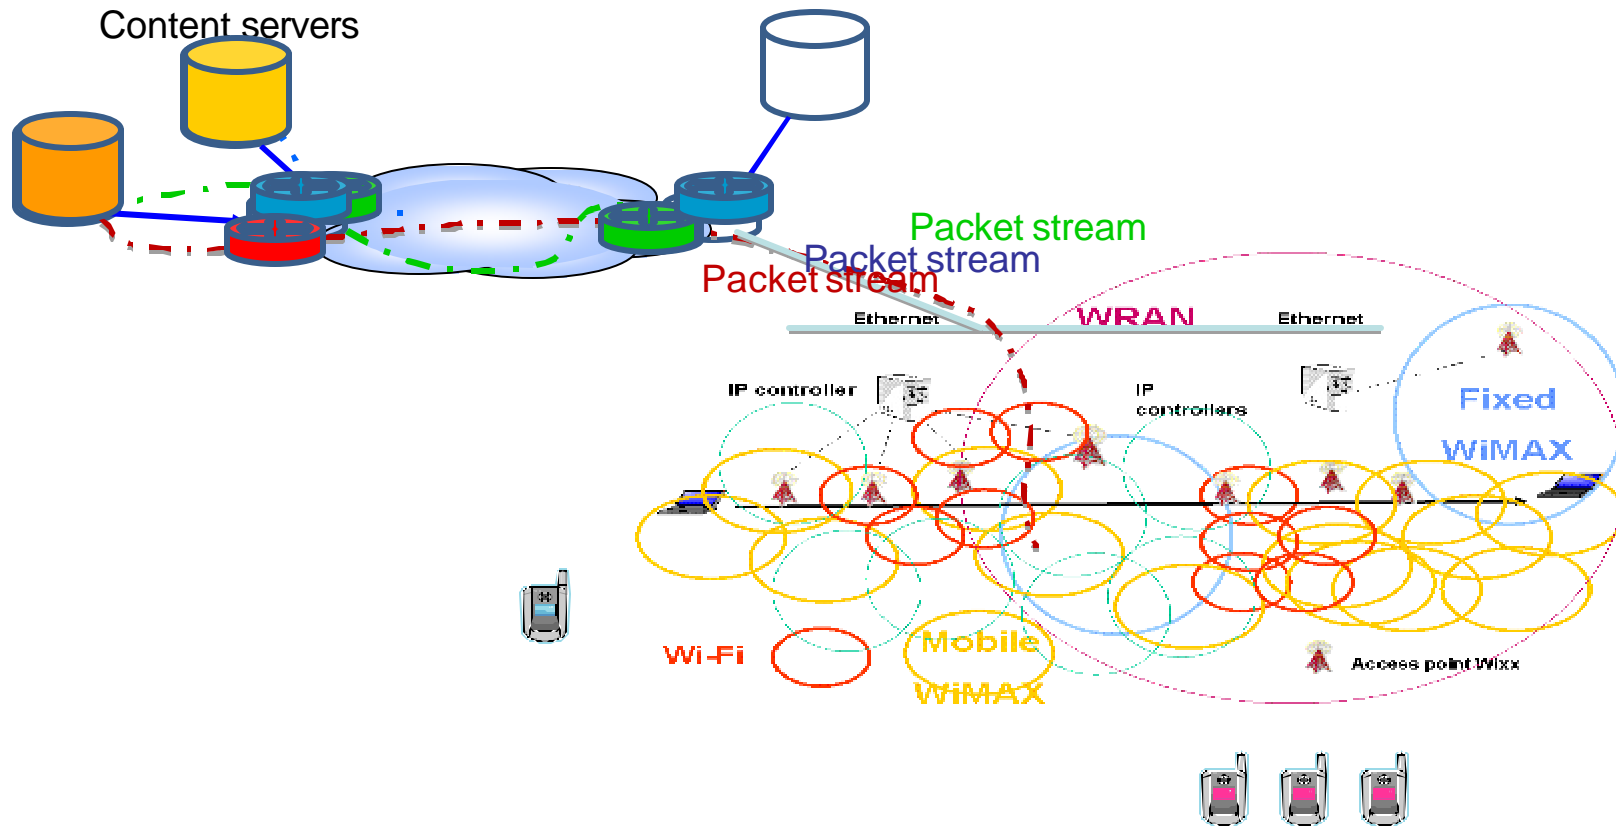 Content servers
Packet stream
Packet stream
Packet stream
Ethernet
WRAN
Ethernet
IP controller
IP
controllers
Fixed
WiMAX
Wi-Fi
Mobile
WiMAX
Access point Wixx